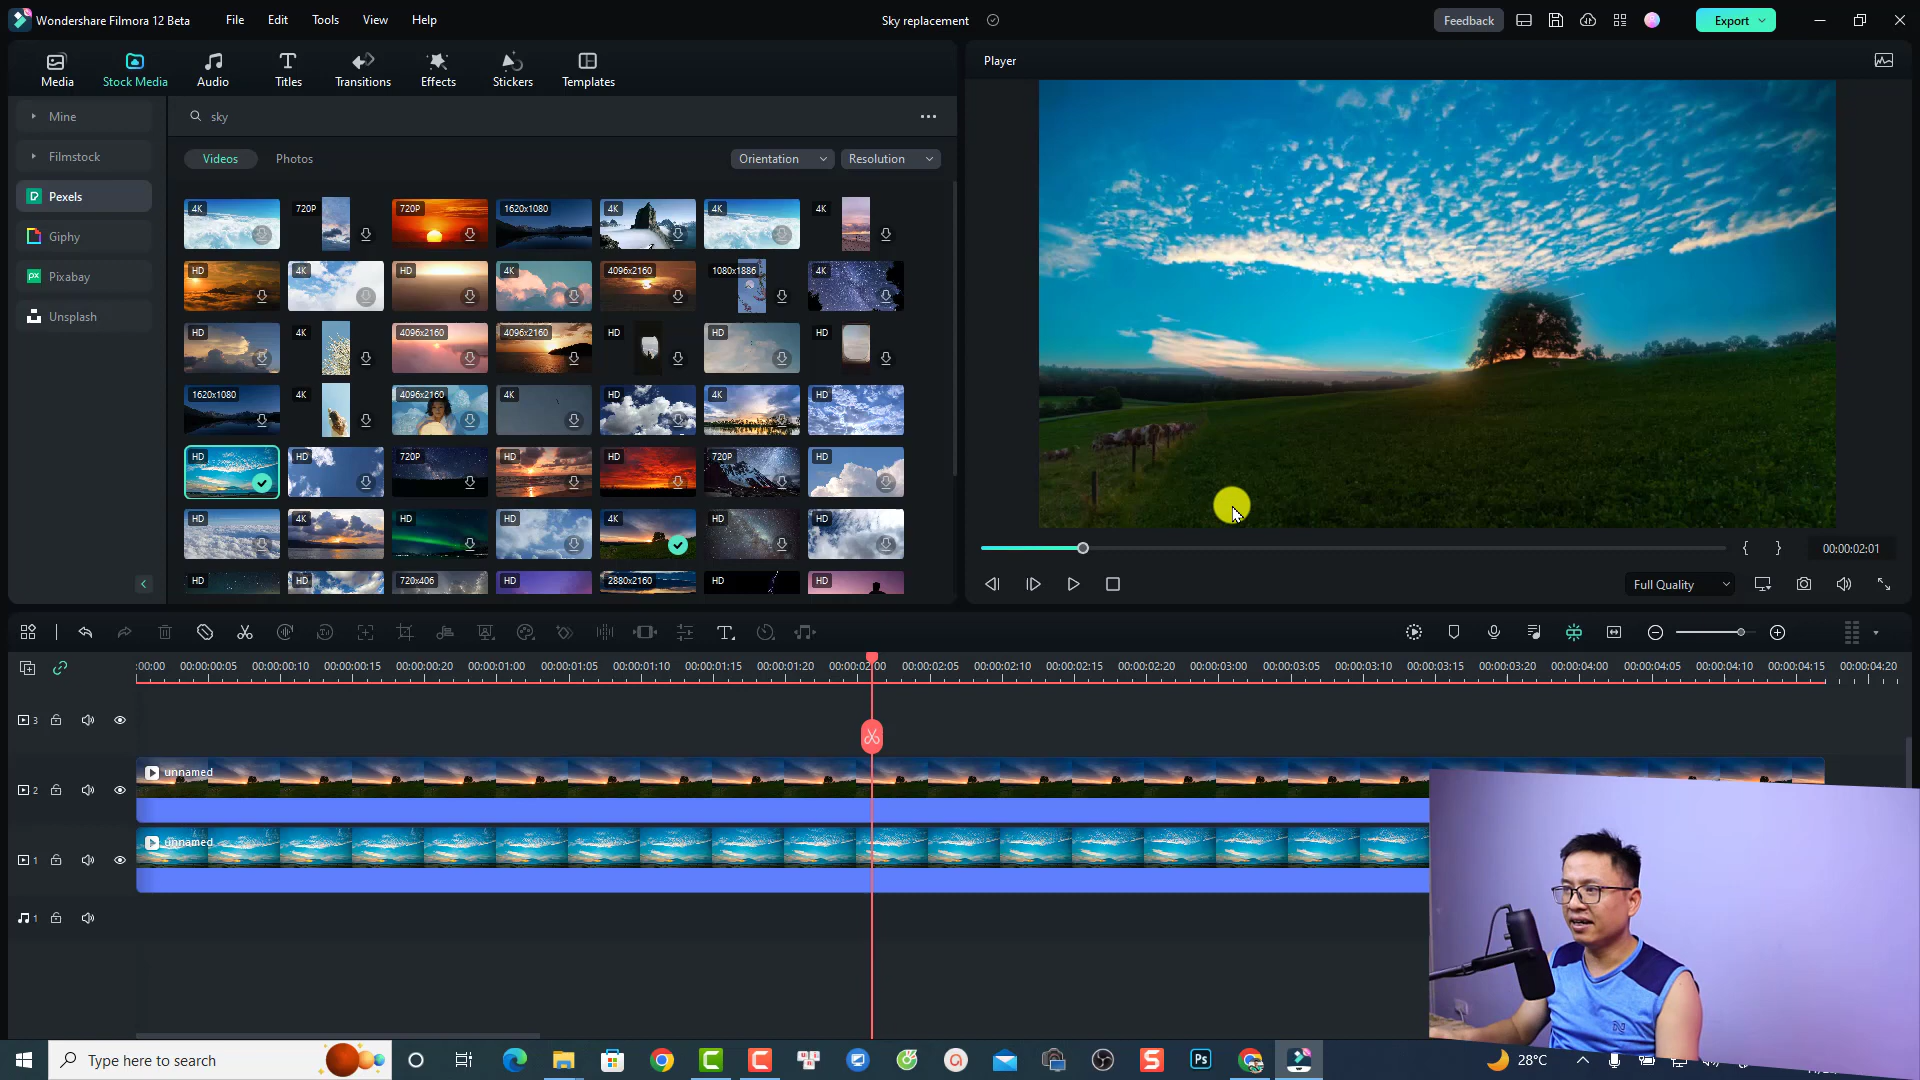 Wondershare Filmora 12 Beta
File
Edit
Tools
View
Help
Sky replacement
Feedback
Export
Media
Stock Media
Audio
Titles
Transitions
Effects
Stickers
Templates
Player
Mine
Filmstock
Pexels
Giphy
Pixabay
Unsplash
sky
Videos
Photos
Orientation
Resolution
4K
720P
720P
1620x1080
4K
4K
4K
HD
4K
HD
4K
4096x2160
1080x1886
4K
HD
4K
4096x2160
4096x2160
HD
HD
HD
1620x1080
4K
4096x2160
4K
HD
4K
HD
HD
HD
720P
HD
HD
720P
HD
HD
4K
HD
HD
4K
HD
HD
HD
HD
720x406
HD
2880x2160
HD
HD
{ }
00:00:02:01
Full Quality
:00:00 00:00:00:05 00:00:00:10 00:00:00:15 00:00:00:20 00:00:01:00 00:00:01:05 00:00:01:10 00:00:01:15 00:00:01:20 00:00:02:00 00:00:02:05 00:00:02:10 00:00:02:15 00:00:02:20 00:00:03:00 00:00:03:05 00:00:03:10 00:00:03:15 00:00:03:20 00:00:04:00 00:00:04:05 00:00:04:10 00:00:04:15 00:00:04:20
3
unnamed
2
unnamed
1
1
Type here to search
28°C